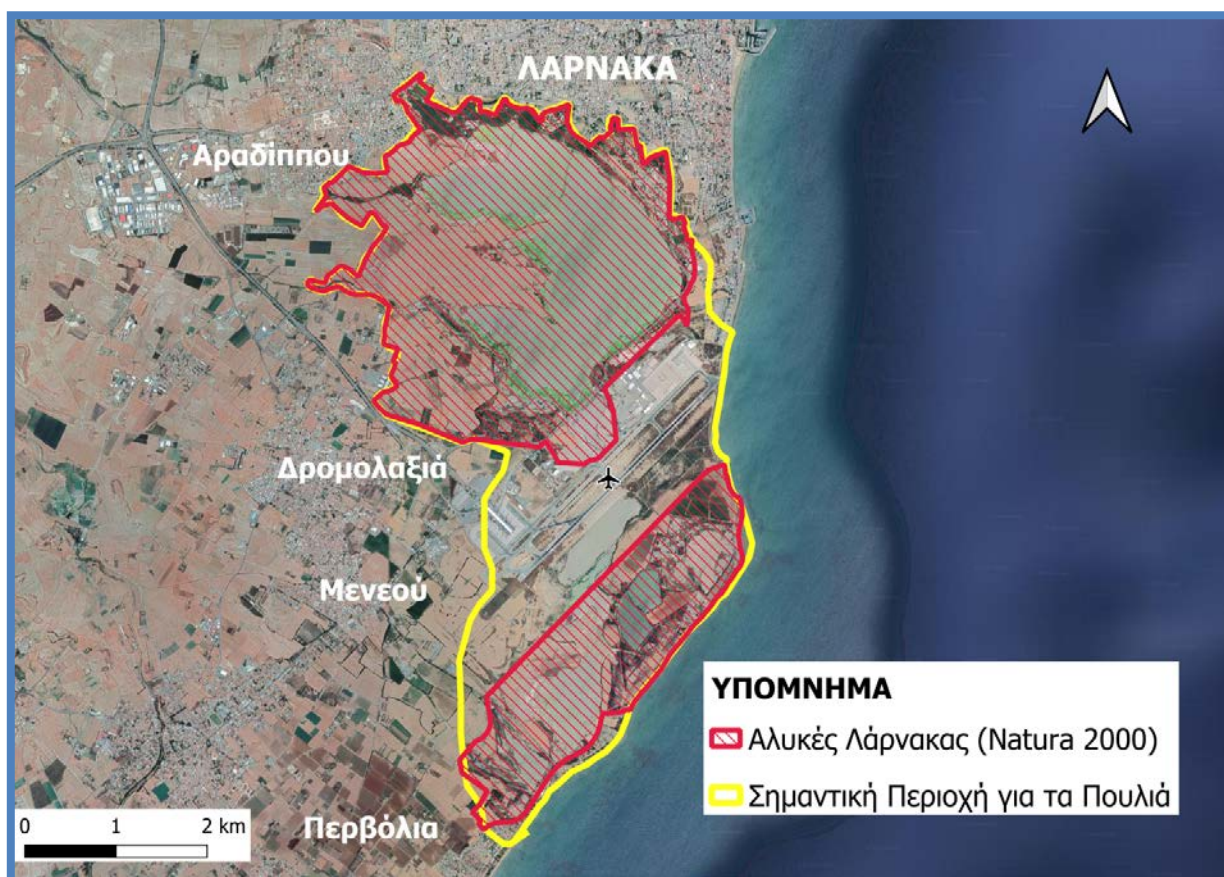 ΛΑΡΝΑΚΑ
Αραδίππου
Δρομολαξιά
Μενεού
Περβόλια
ΥΠΟΜΝΗΜΑ
Αλυκές Λάρνακας (Natura 2000)
Σημαντική Περιοχή για τα Πουλιά
0 1 2 km